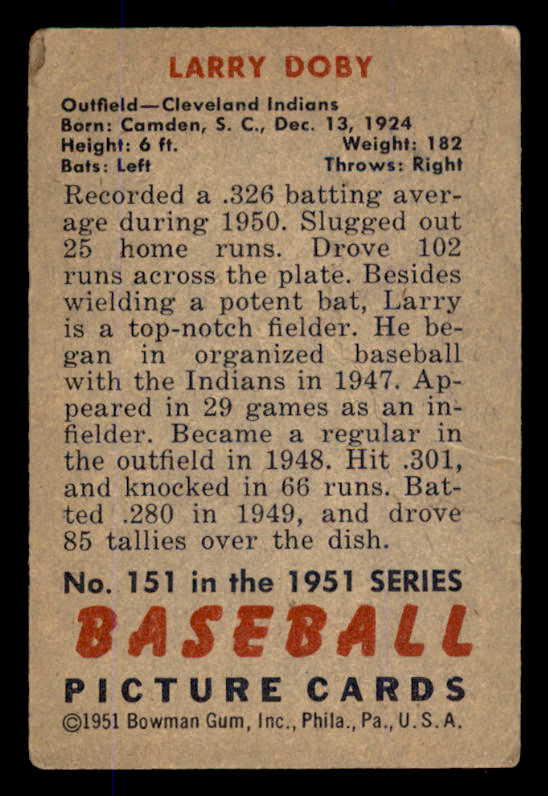 LARRY DOBY
Outfield—Cleveland Indians
Born: Camden, S. C., Dec. 13, 1924
Height: 6 ft. Weight: 182
Bats: Left Throws: Right
Recorded a .326 batting aver-
age during 1950. Slugged out
25 home runs. Drove 102
runs across the plate. Besides
wielding a potent bat, Larry
is a top-notch fielder. He be-
gan in organized baseball
with the Indians in 1947. Ap-
peared in 29 games as an in-
fielder. Became a regular in
the outfield in 1948. Hit .301,
and knocked in 66 runs. Bat-
ted .280 in 1949, and drove
85 tallies over the dish.
No. 151 in the 1951 SERIES
BASEBALL
PICTURE CARDS
©1951 Bowman Gum, Inc., Phila., Pa., U. S. A.